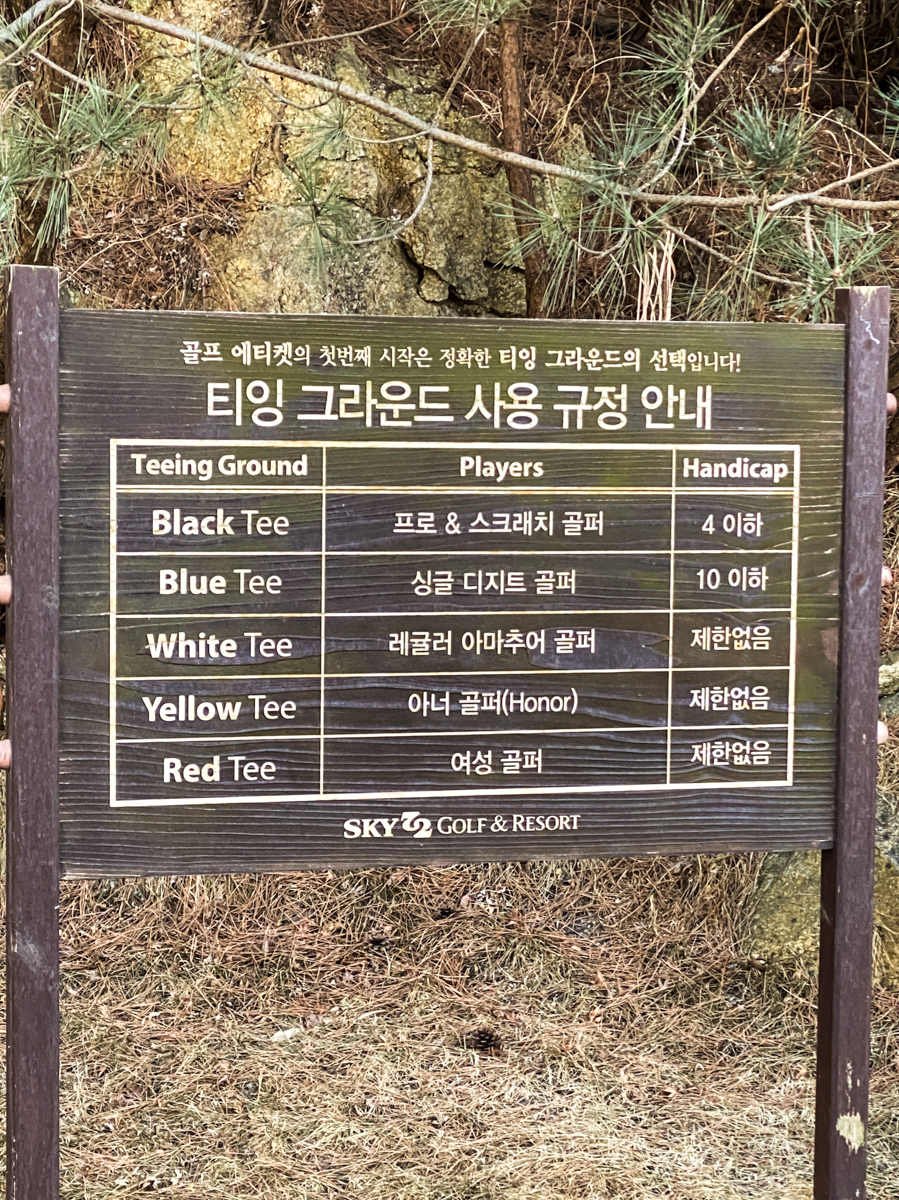 골프 에티켓의 첫번째 시작은 정확한 티잉 그라운드의 선택입니다!
티잉 그라운드 사용 규정 안내
Teeing Ground Players Handicap
Black Tee 프로 & 스크래치 골퍼 4 이하
Blue Tee 싱글 디지트 골퍼 10 이하
White Tee 레귤러 아마추어 골퍼 제한없음
Yellow Tee 아너 골퍼(Honor) 제한없음
Red Tee 여성 골퍼 제한없음
SKY72 GOLF & RESORT